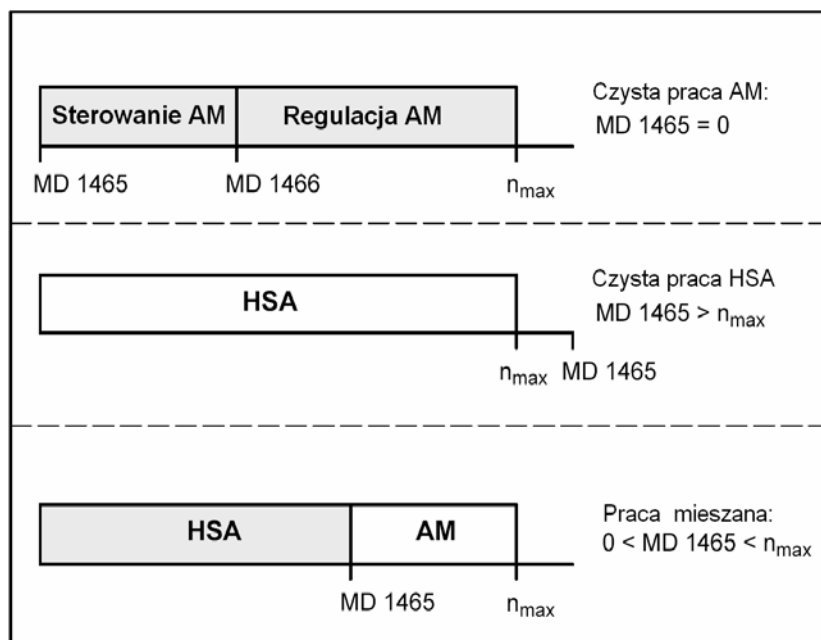 Sterowanie AM Regulacja AM
Czysta praca AM:
MD 1465 = 0
MD 1465 MD 1466 nmax
HSA
Czysta praca HSA
MD 1465 > nmax
nmax MD 1465
HSA AM
Praca mieszana:
0 < MD 1465 < nmax
MD 1465 nmax